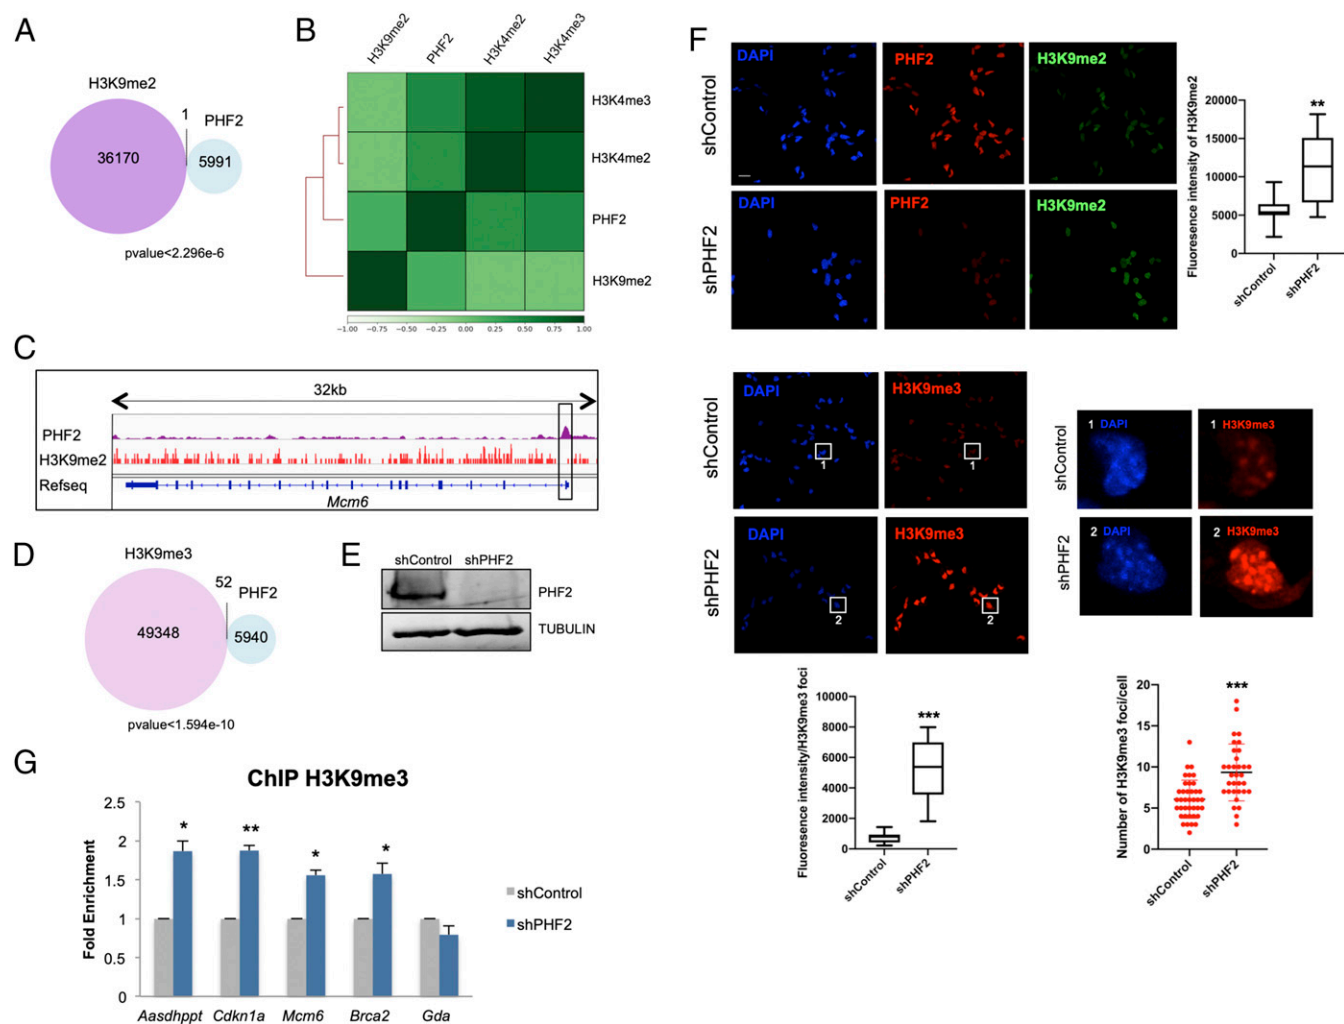 A
H3K9me2
1
PHF2
36170
5991
pvalue<2.296e-6
B
H3K9me2
PHF2
H3K4me2
H3K4me3
H3K4me3
H3K4me2
PHF2
H3K9me2
−1.00 −0.75 −0.50 −0.25 0.00 0.25 0.50 0.75 1.00
C
32kb
PHF2
H3K9me2
Refseq
Mcm6
D
H3K9me3
52
PHF2
49348
5940
pvalue<1.594e-10
E
shControl shPHF2
PHF2
TUBULIN
F
shControl
DAPI
PHF2
H3K9me2
shPHF2
DAPI
PHF2
H3K9me2
Fluoresence intensity of H3K9me2
20000
15000
10000
5000
0
**
shControl
shPHF2
shControl
DAPI
1
H3K9me3
1
shPHF2
DAPI
2
H3K9me3
2
shControl
1 DAPI
1 H3K9me3
shPHF2
2 DAPI
2 H3K9me3
Fluoresence intensity/H3K9me3 foci
10000
8000
6000
4000
2000
0
***
shControl
shPHF2
Number of H3K9me3 foci/cell
20
15
10
5
0
***
shControl
shPHF2
G
ChIP H3K9me3
Fold Enrichment
2.5
2
1.5
1
0.5
0
*
**
*
*
shControl
shPHF2
Aasdhppt Cdkn1a Mcm6 Brca2 Gda